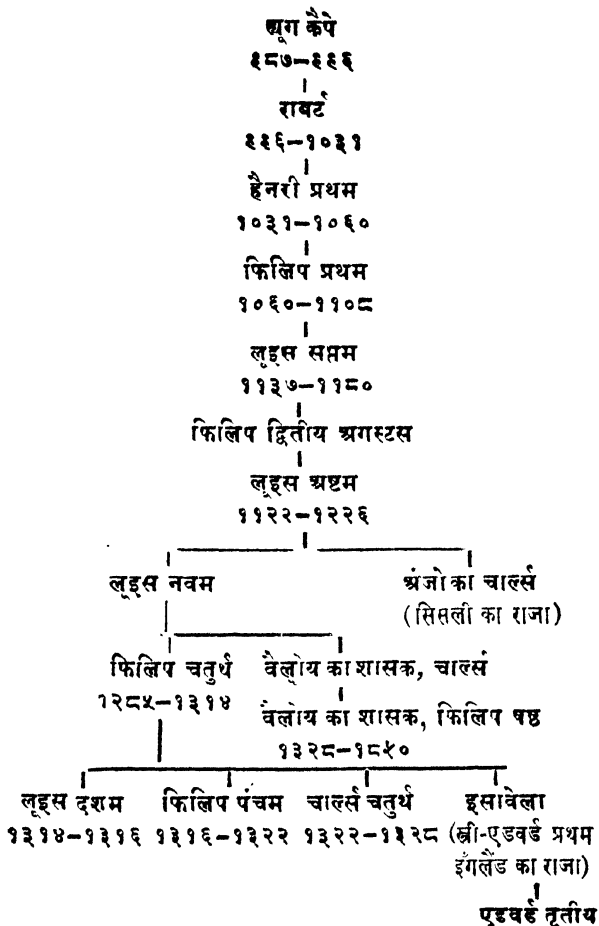 ह्यूग कैपे
९८७–९९६
राबर्ट
९९६–१०३१
हैनरी प्रथम
१०३१–१०६०
फिलिप प्रथम
१०६०–११०८
लूइस सप्तम
११३७–११८०
फिलिप द्वितीय अगस्टस
लूइस अष्टम
११२२–१२२६
लूइस नवम अंजो का चार्ल्स
(सिसली का राजा)
फिलिप चतुर्थ वैलोय का शासक, चार्ल्स
१२८५–१३१४ वैलोय का शासक, फिलिप षष्ठ
१३२८–१८५०
लूइस दशम फिलिप पंचम चार्ल्स चतुर्थ इसावेला
१३१४–१३१६ १३१६–१३२२ १३२२–१३२८ (स्त्री-एडवर्ड प्रथम
इँगलैंड का राजा)
एडवर्ड तृतीय